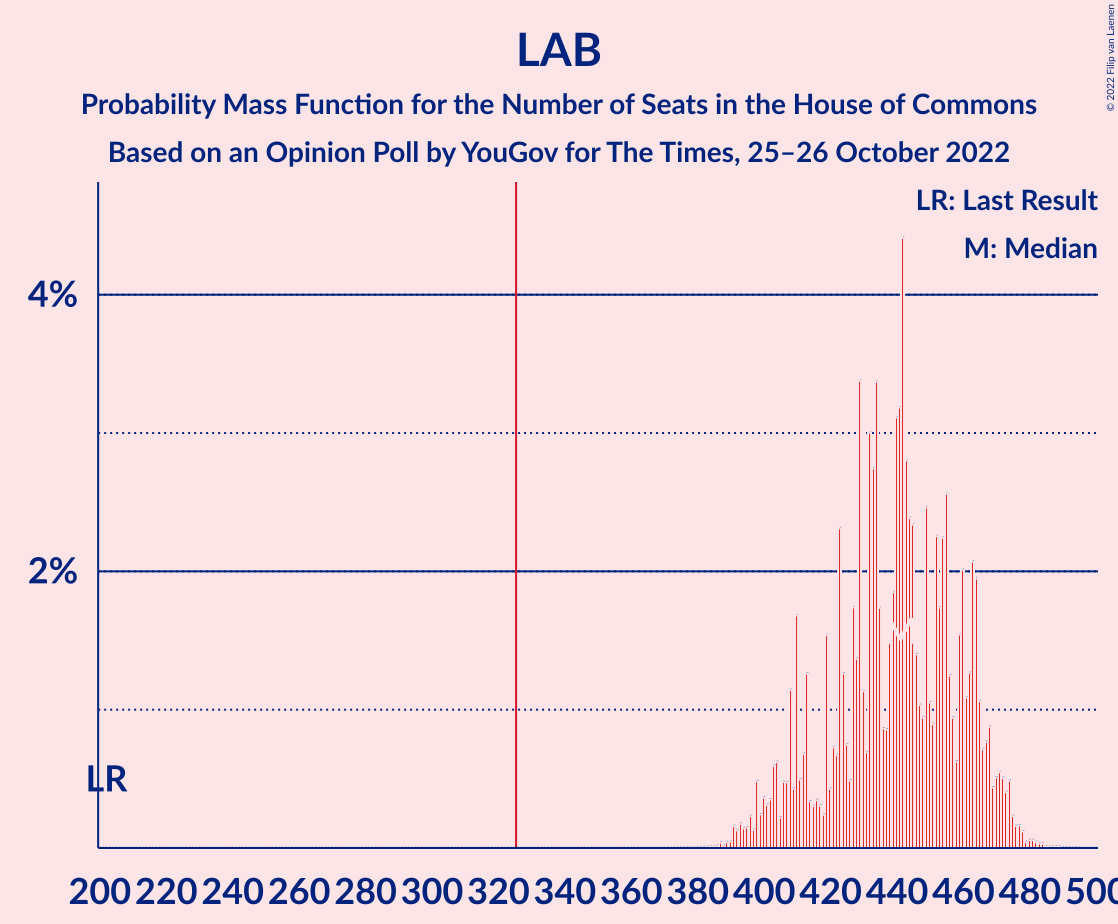 LAB
Probability Mass Function for the Number of Seats in the House of Commons
Based on an Opinion Poll by YouGov for The Times, 25–26 October 2022
© 2022 Filip van Laenen
LR: Last Result
M: Median
4%
2%
LR
200 220 240 260 280 300 320 340 360 380 400 420 440 460 480 500